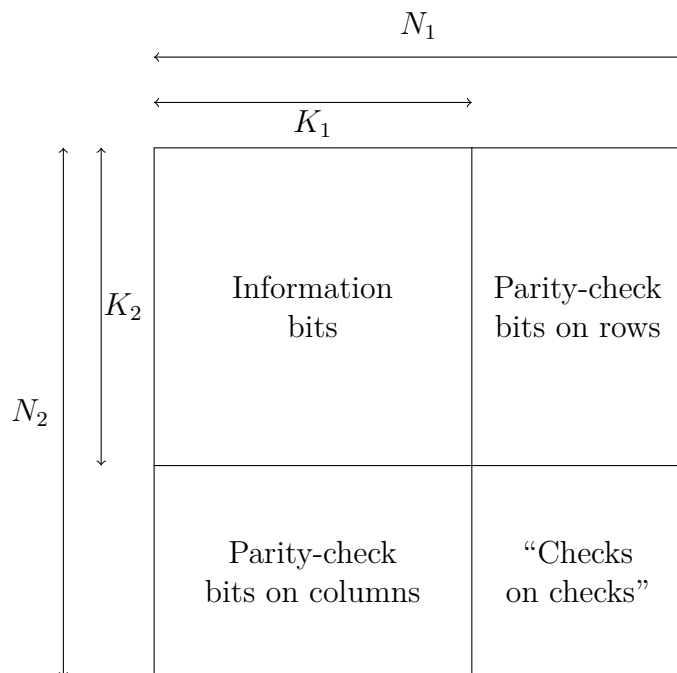 N₁
K₁
Information
bits
Parity-check
bits on rows
K₂
N₂
Parity-check
bits on columns
“Checks
on checks”